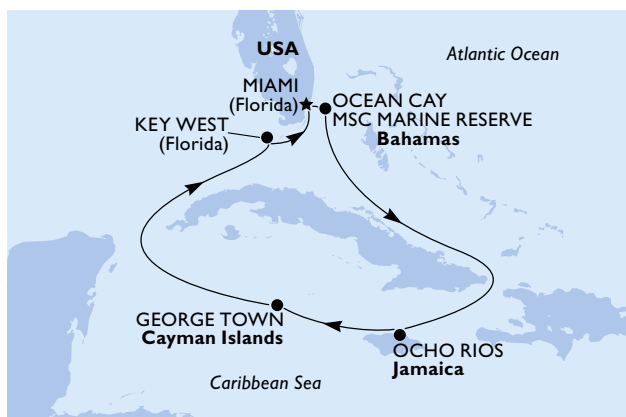 USA
Atlantic Ocean
MIAMI
(Florida)
OCEAN CAY
MSC MARINE RESERVE
Bahamas
KEY WEST
(Florida)
GEORGE TOWN
Cayman Islands
OCHO RIOS
Jamaica
Caribbean Sea